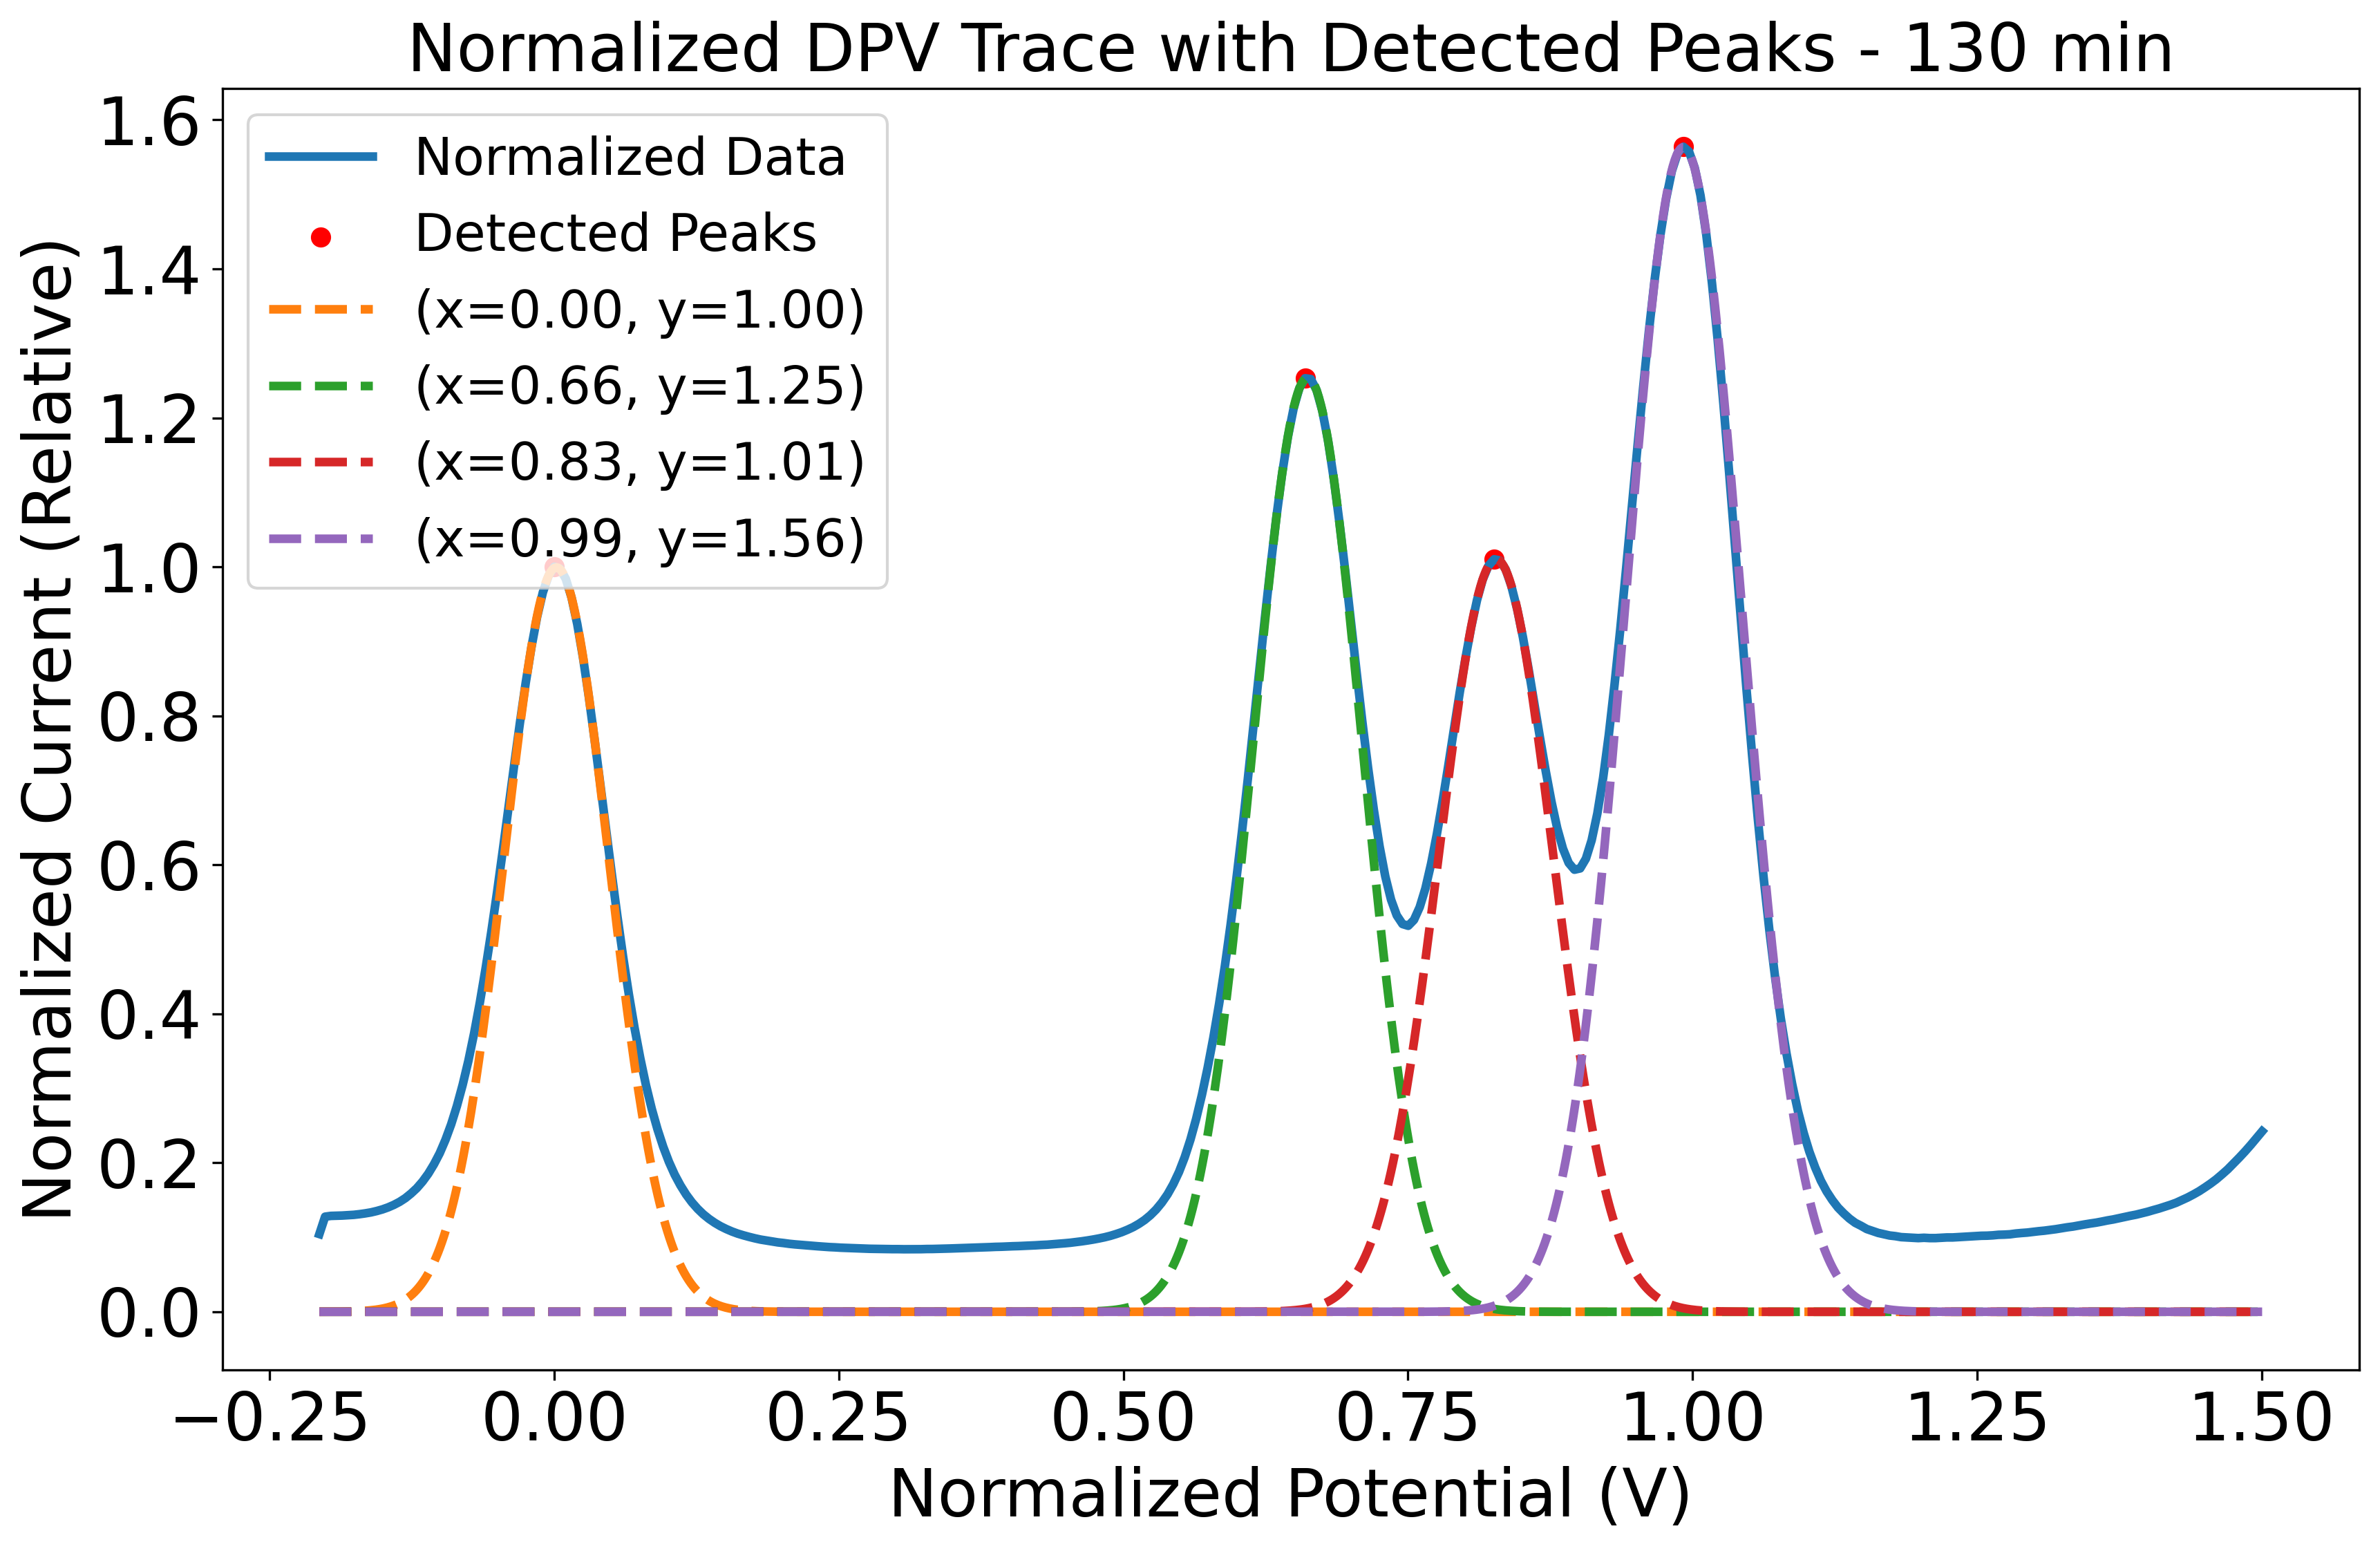 Normalized DPV Trace with Detected Peaks - 130 min
Normalized Data
Detected Peaks
(x=0.00, y=1.00)
(x=0.66, y=1.25)
(x=0.83, y=1.01)
(x=0.99, y=1.56)
Normalized Current (Relative)
1.6
1.4
1.2
1.0
0.8
0.6
0.4
0.2
0.0
−0.25 0.00 0.25 0.50 0.75 1.00 1.25 1.50
Normalized Potential (V)